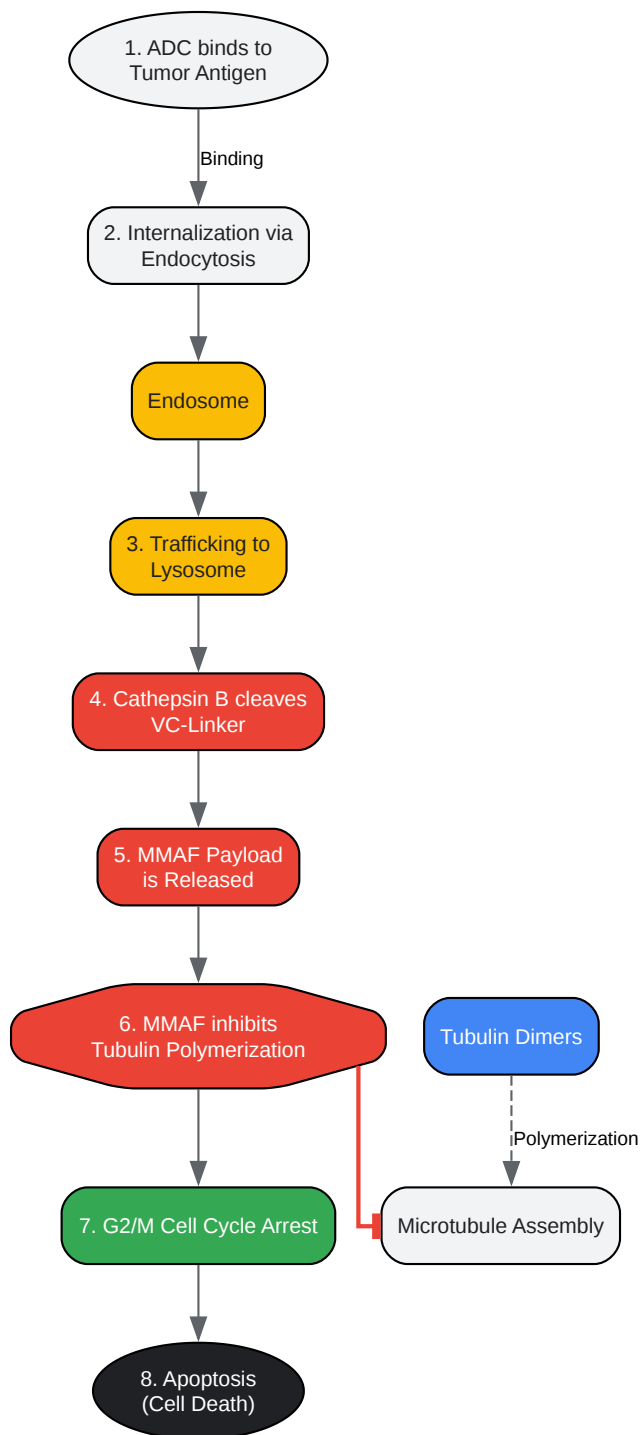 1. ADC binds to
Tumor Antigen
Binding
2. Internalization via
Endocytosis
Endosome
3. Trafficking to
Lysosome
4. Cathepsin B cleaves
VC-Linker
5. MMAF Payload
is Released
6. MMAF inhibits
Tubulin Polymerization
Tubulin Dimers
Polymerization
7. G2/M Cell Cycle Arrest
Microtubule Assembly
8. Apoptosis
(Cell Death)